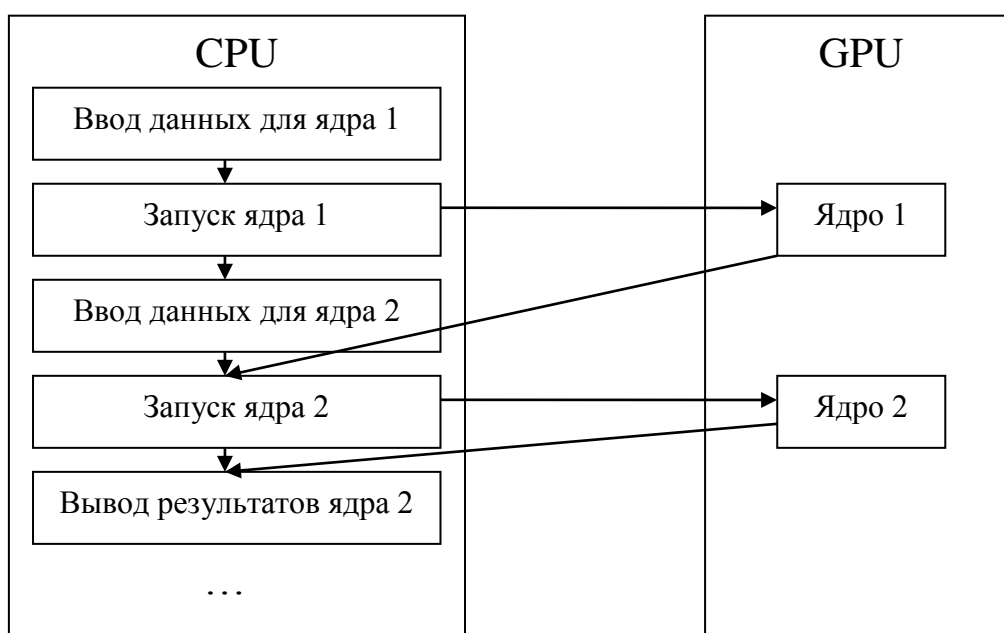 CPU
GPU
Ввод данных для ядра 1
Запуск ядра 1
Ядро 1
Ввод данных для ядра 2
Запуск ядра 2
Ядро 2
Вывод результатов ядра 2
...